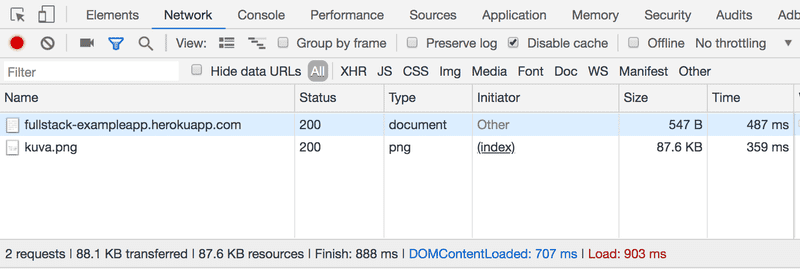 Elements Network Console Performance Sources Application Memory Security Audits Adb
View: Group by frame Preserve log Disable cache Offline No throttling
Filter Hide data URLs All XHR JS CSS Img Media Font Doc WS Manifest Other
Name Status Type Initiator Size Time
fullstack-exampleapp.herokuapp.com 200 document Other 547 B 487 ms
kuva.png 200 png (index) 87.6 KB 359 ms
2 requests | 88.1 KB transferred | 87.6 KB resources | Finish: 888 ms | DOMContentLoaded: 707 ms | Load: 903 ms